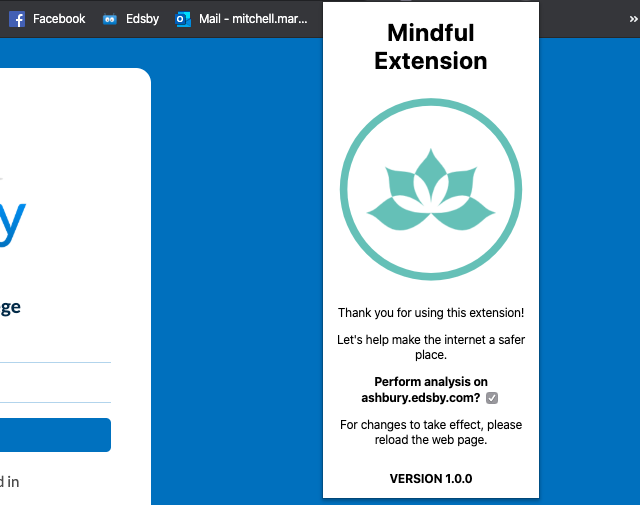 Facebook
Edsby
Mail - mitchell.mar...
»
Mindful
Extension
y
ege
Thank you for using this extension!
Let's help make the internet a safer
place.
Perform analysis on
ashbury.edsby.com?
For changes to take effect, please
reload the web page.
d in
VERSION 1.0.0